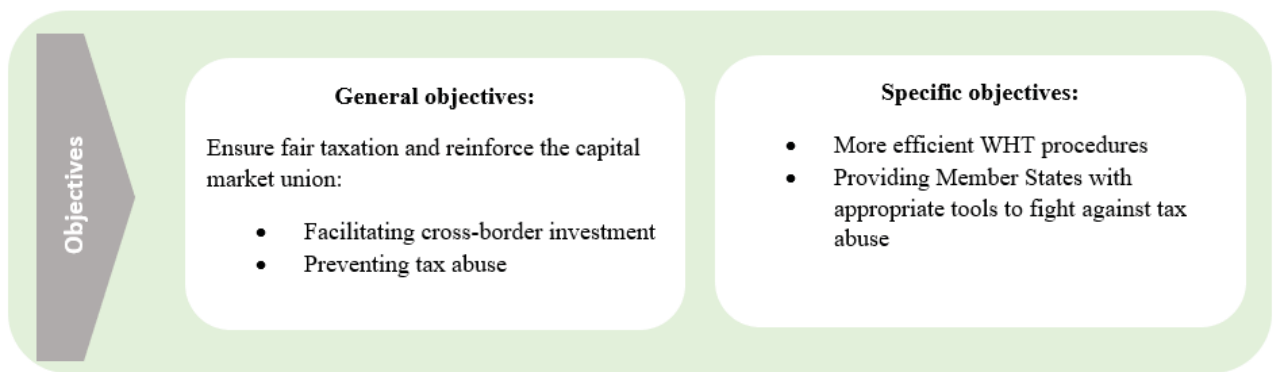 Objectives
General objectives:
Ensure fair taxation and reinforce the capital
market union:
• Facilitating cross-border investment
• Preventing tax abuse
Specific objectives:
• More efficient WHT procedures
• Providing Member States with
appropriate tools to fight against tax
abuse